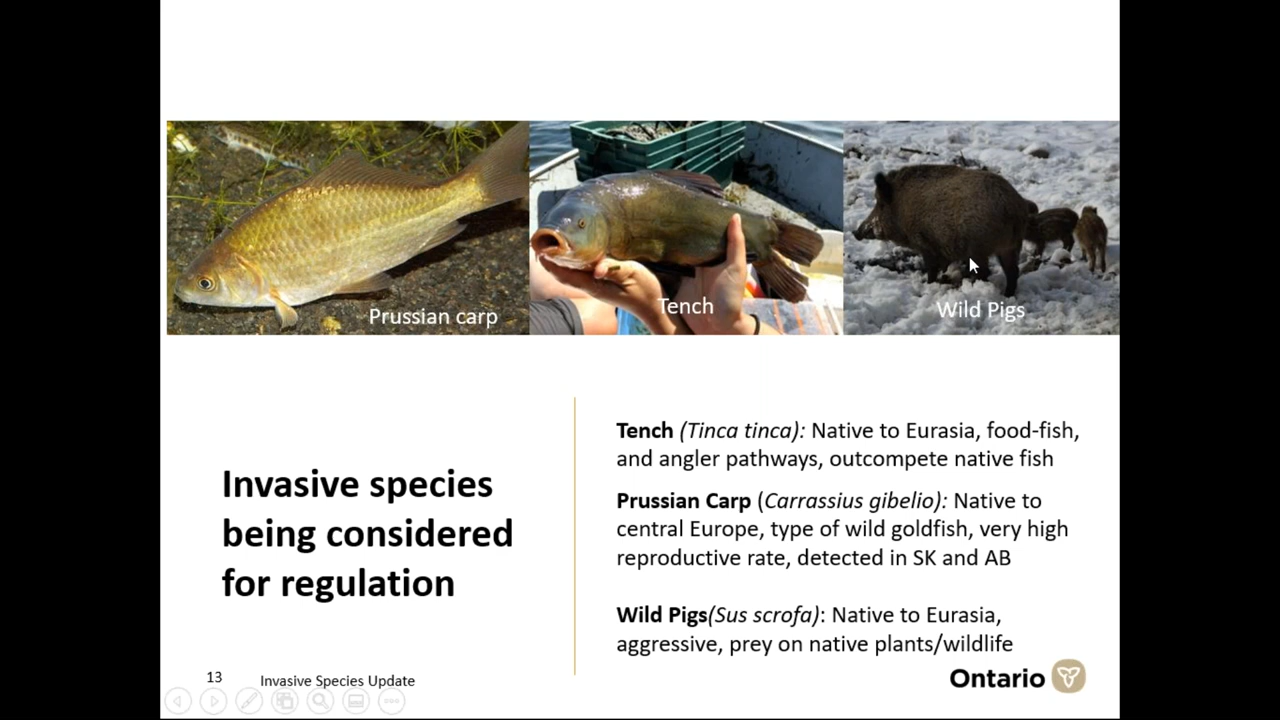 Prussian carp
Tench
Wild Pigs
Invasive species
being considered
for regulation
Tench (Tinca tinca): Native to Eurasia, food-fish,
and angler pathways, outcompete native fish
Prussian Carp (Carrassius gibelio): Native to
central Europe, type of wild goldfish, very high
reproductive rate, detected in SK and AB
Wild Pigs(Sus scrofa): Native to Eurasia,
aggressive, prey on native plants/wildlife
13
Invasive Species Update
Ontario